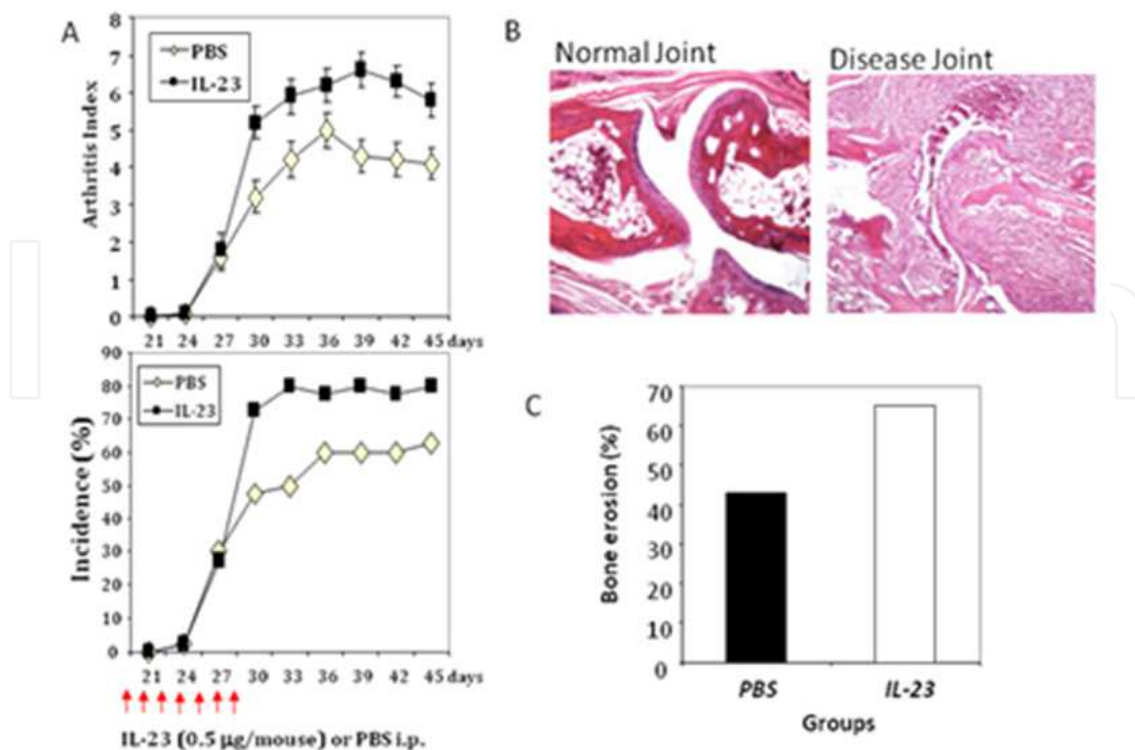 A
8
7
6
5
4
3
2
1
0
Arthritis Index
PBS
IL-23
21 24 27 30 33 36 39 42 45 days
90
80
70
60
50
40
30
20
10
0
Incidence (%)
PBS
IL-23
21 24 27 30 33 36 39 42 45 days
IL-23 (0.5 μg/mouse) or PBS i.p.
B
Normal Joint
Disease Joint
C
70
60
50
40
30
20
10
0
Bone erosion (%)
PBS IL-23
Groups